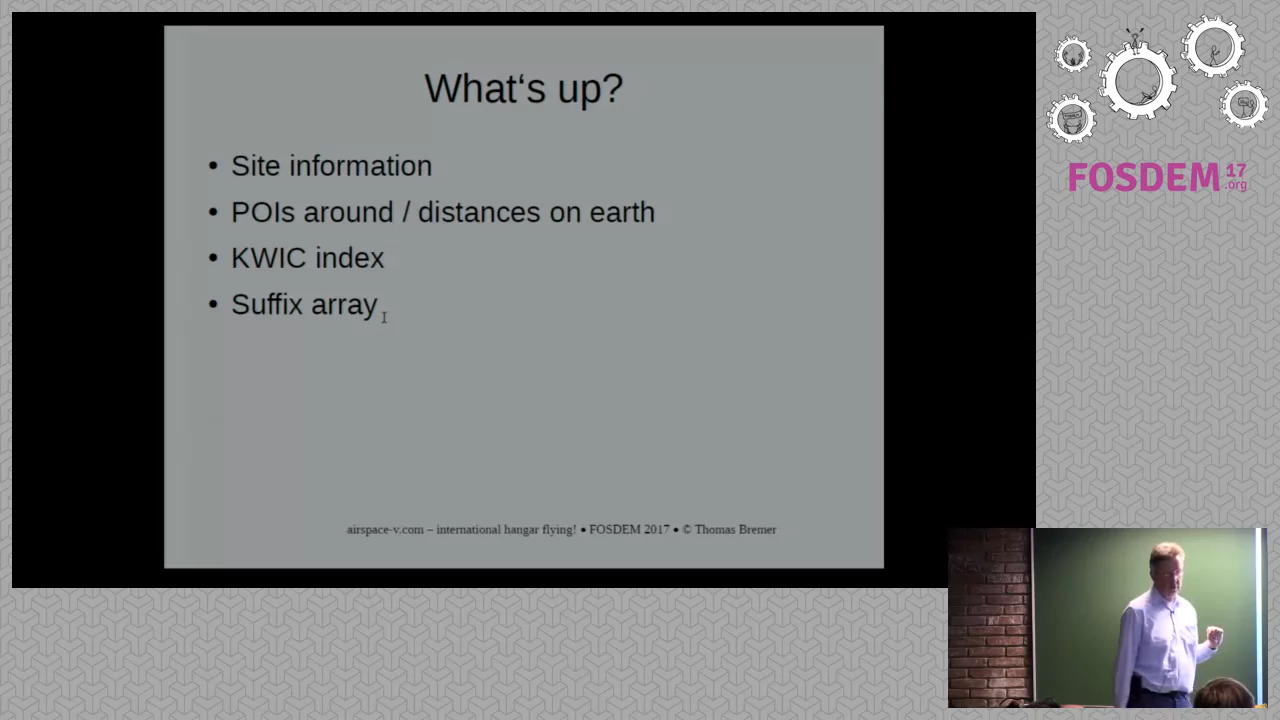 What‘s up?
• Site information
• POIs around / distances on earth
• KWIC index
• Suffix array
airspace-v.com – international hangar flying! ● FOSDEM 2017 ● © Thomas Bremer
FOSDEM 17
.org